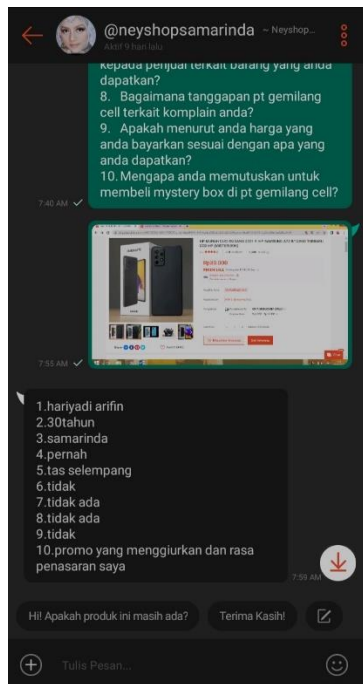 @neyshopsamarinda ~ Neyshop...
Aktif 9 hari lalu
kepada penjual terkait barang yang anda
dapatkan?
8. Bagaimana tanggapan pt gemilang
cell terkait komplain anda?
9. Apakah menurut anda harga yang
anda bayarkan sesuai dengan apa yang
anda dapatkan?
10. Mengapa anda memutuskan untuk
membeli mystery box di pt gemilang cell?
7:40 AM
7:55 AM
1.hariyadi arifin
2.30tahun
3.samarinda
4.pernah
5.tas selempang
6.tidak
7.tidak ada
8.tidak ada
9.tidak
10.promo yang menggiurkan dan rasa
penasaran saya
7:59 AM
Hi! Apakah produk ini masih ada?
Terima Kasih!
Tulis Pesan...